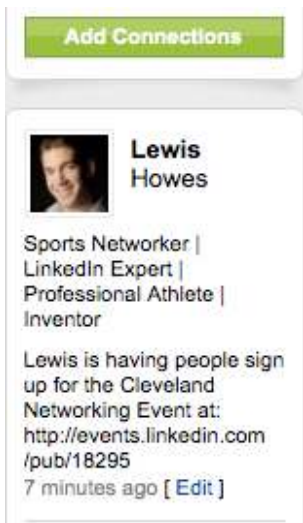 Add Connections
Lewis
Howes
Sports Networker |
LinkedIn Expert |
Professional Athlete |
Inventor
Lewis is having people sign
up for the Cleveland
Networking Event at:
http://events.linkedin.com
/pub/18295
7 minutes ago [ Edit ]